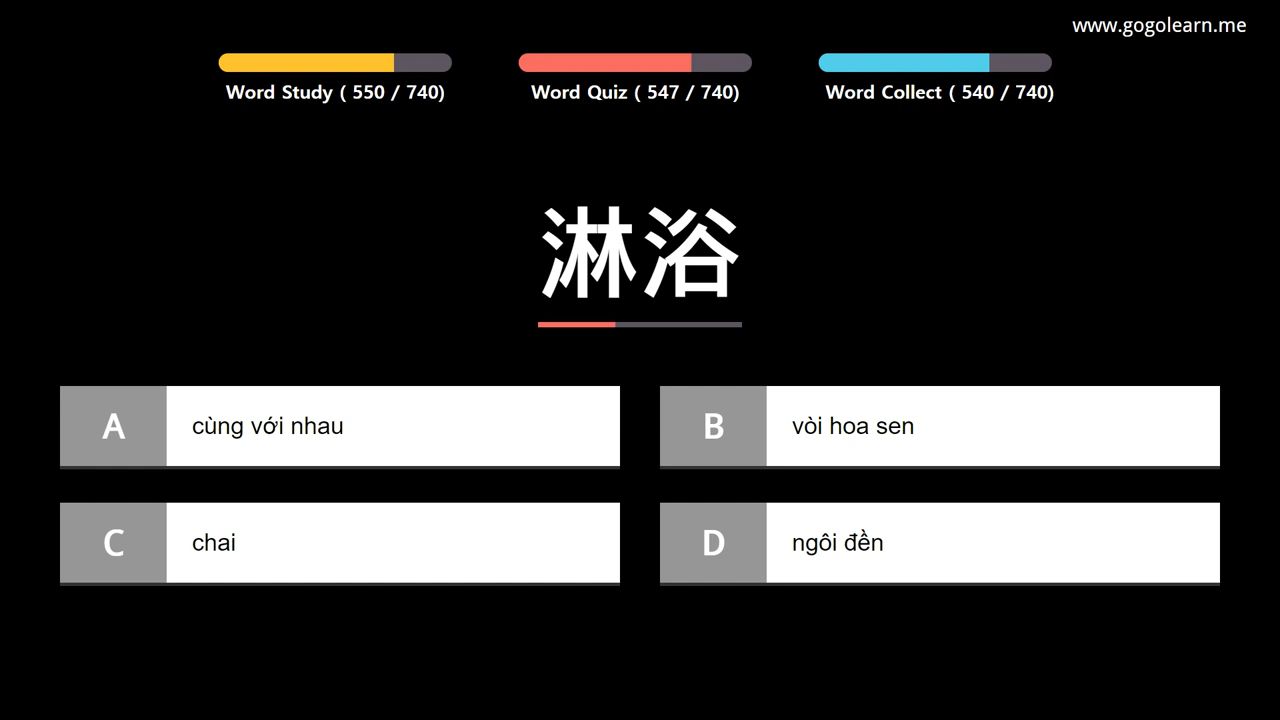 www.gogolearn.me
Word Study ( 550 / 740)
Word Quiz ( 547 / 740)
Word Collect ( 540 / 740)
淋浴
A
cùng với nhau
B
vòi hoa sen
C
chai
D
ngôi đền